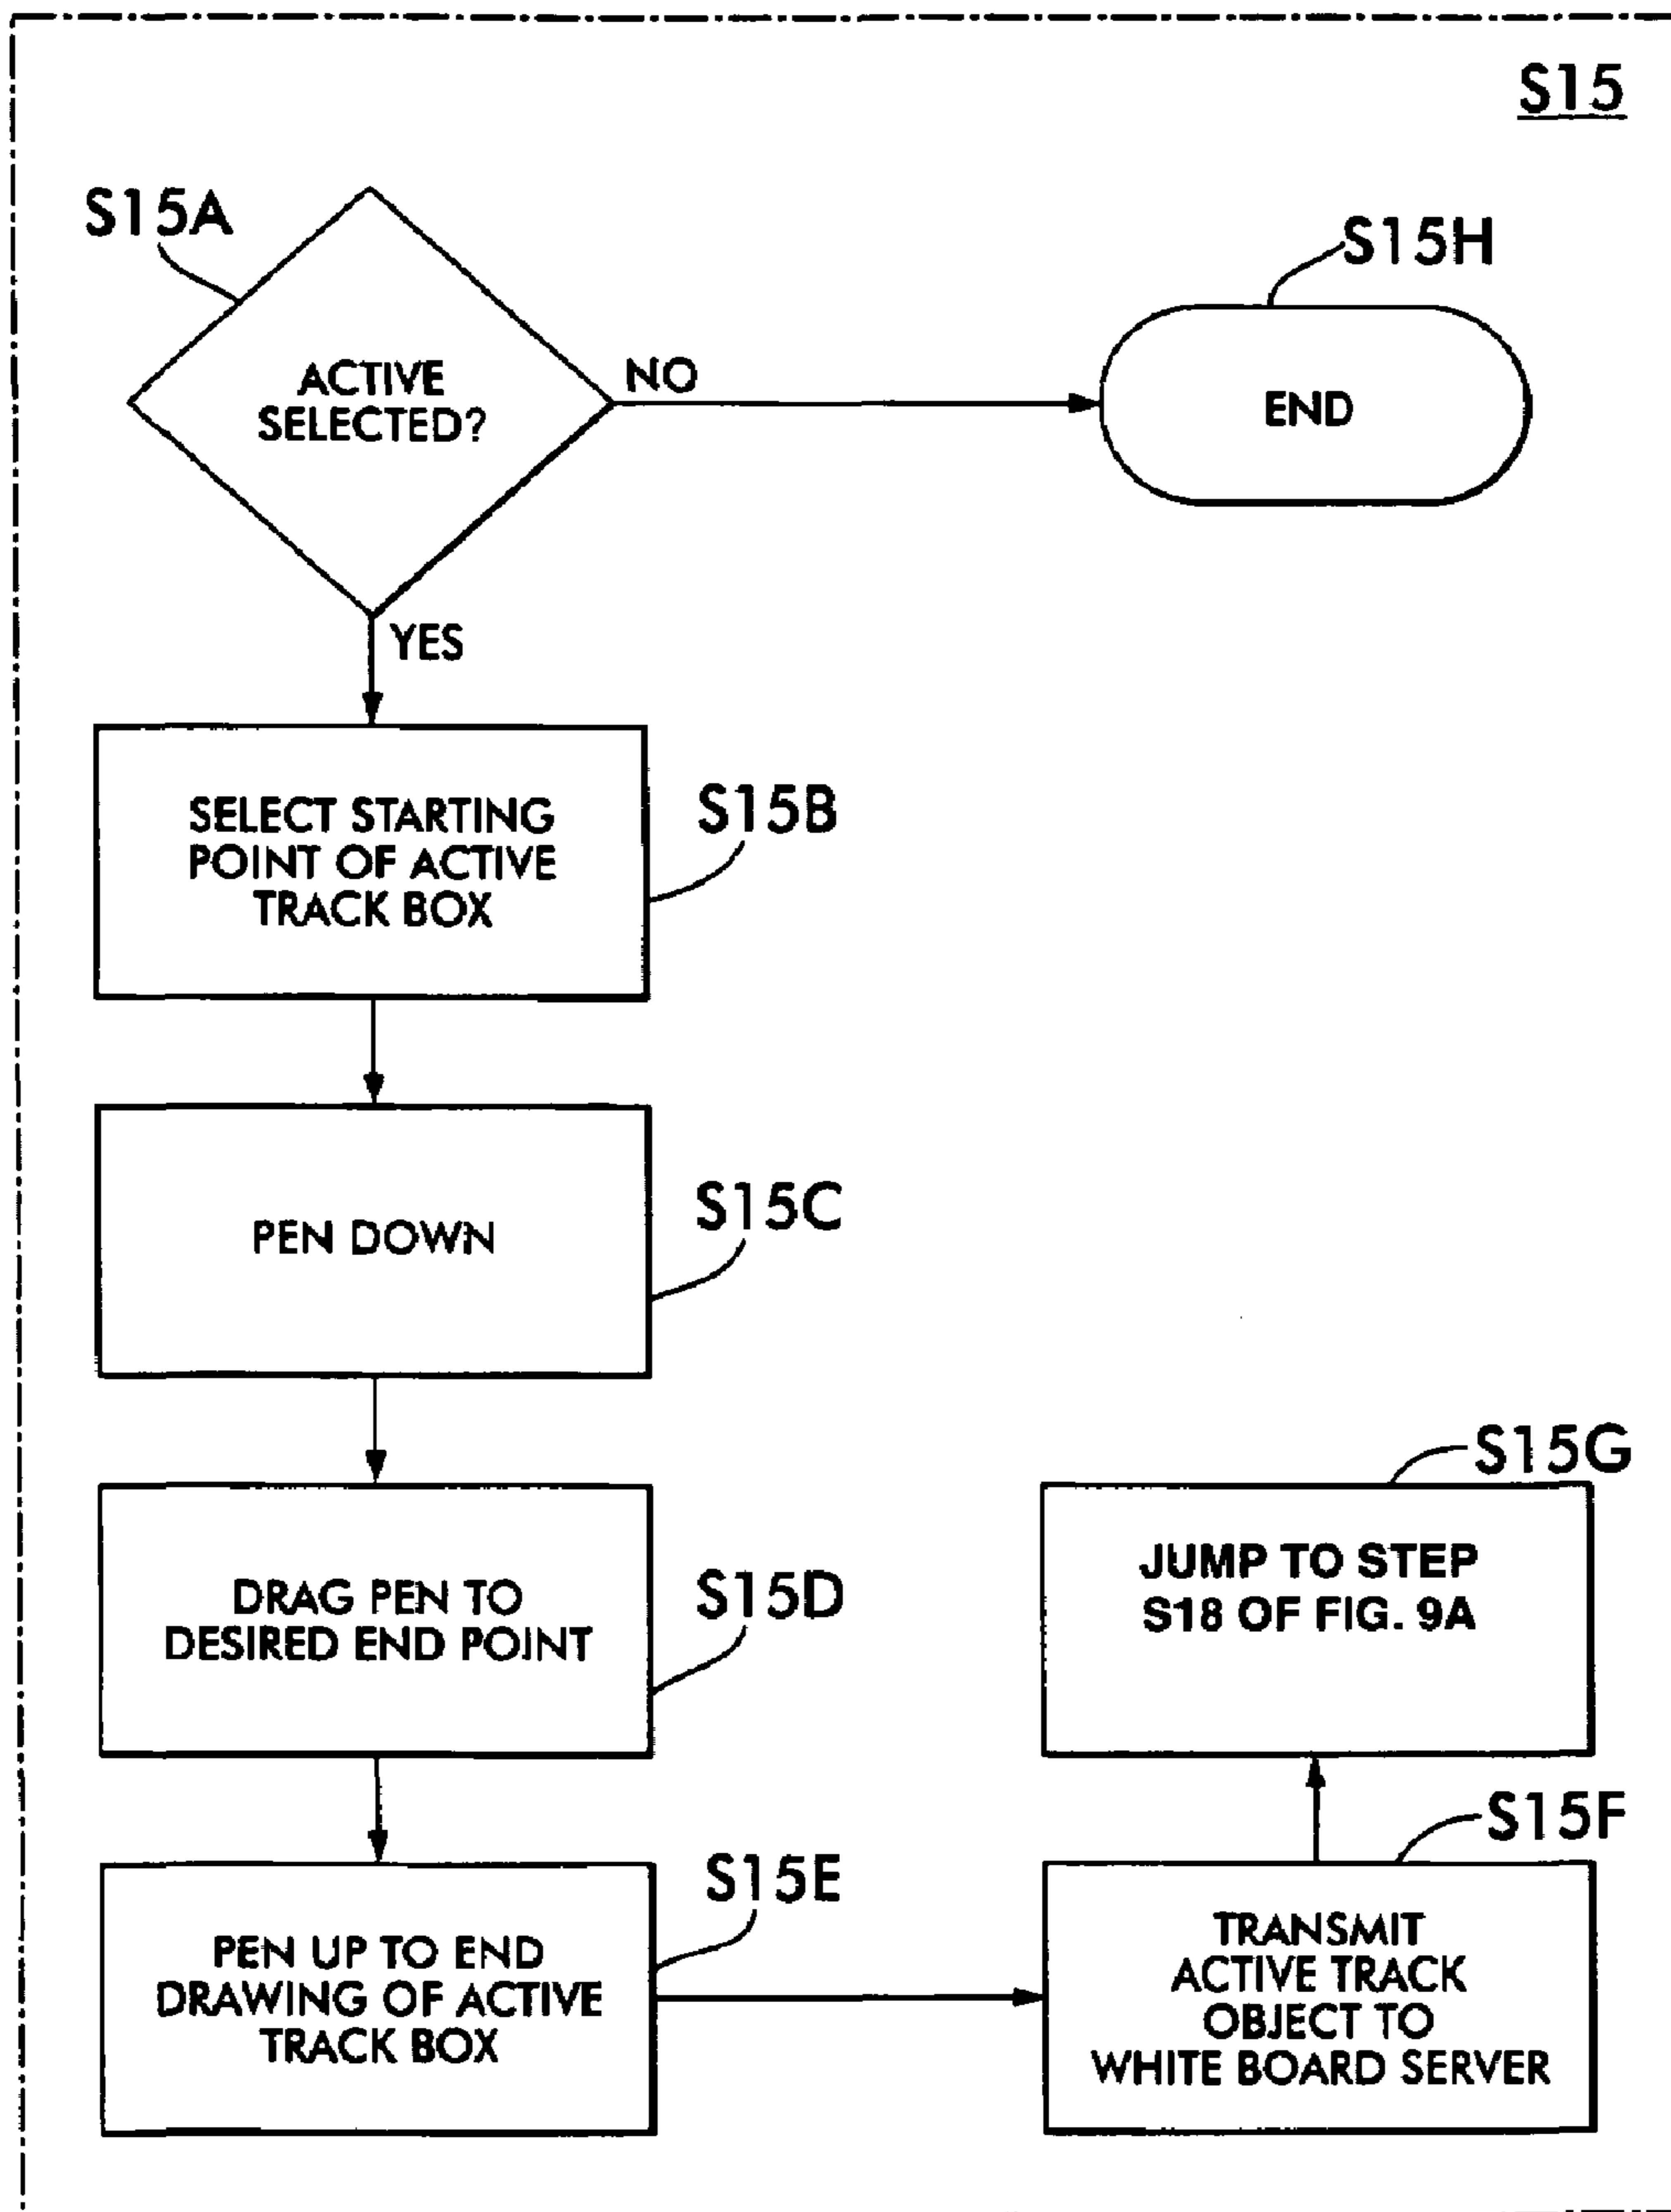 S15
S15A
ACTIVE
SELECTED?
NO
S15H
END
YES
SELECT STARTING
POINT OF ACTIVE
TRACK BOX
S15B
PEN DOWN
S15C
DRAG PEN TO
DESIRED END POINT
S15D
PEN UP TO END
DRAWING OF ACTIVE
TRACK BOX
S15E
TRANSMIT
ACTIVE TRACK
OBJECT TO
WHITE BOARD SERVER
S15F
JUMP TO STEP
S18 OF FIG. 9A
S15G